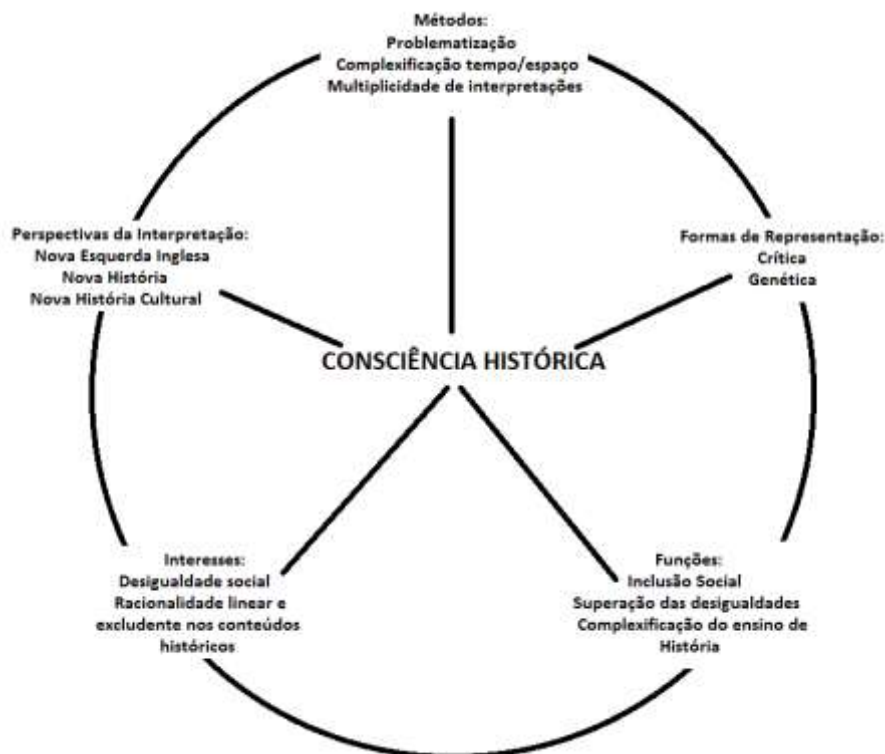 Métodos:
Problematização
Complexificação tempo/espaço
Multiplicidade de interpretações
Perspectivas da Interpretação:
Nova Esquerda Inglesa
Nova História
Nova História Cultural
Formas de Representação:
Crítica
Genética
CONSCIÊNCIA HISTÓRICA
Interesses:
Desigualdade social
Racionalidade linear e
excludente nos conteúdos
históricos
Funções:
Inclusão Social
Superação das desigualdades
Complexificação do ensino de
História